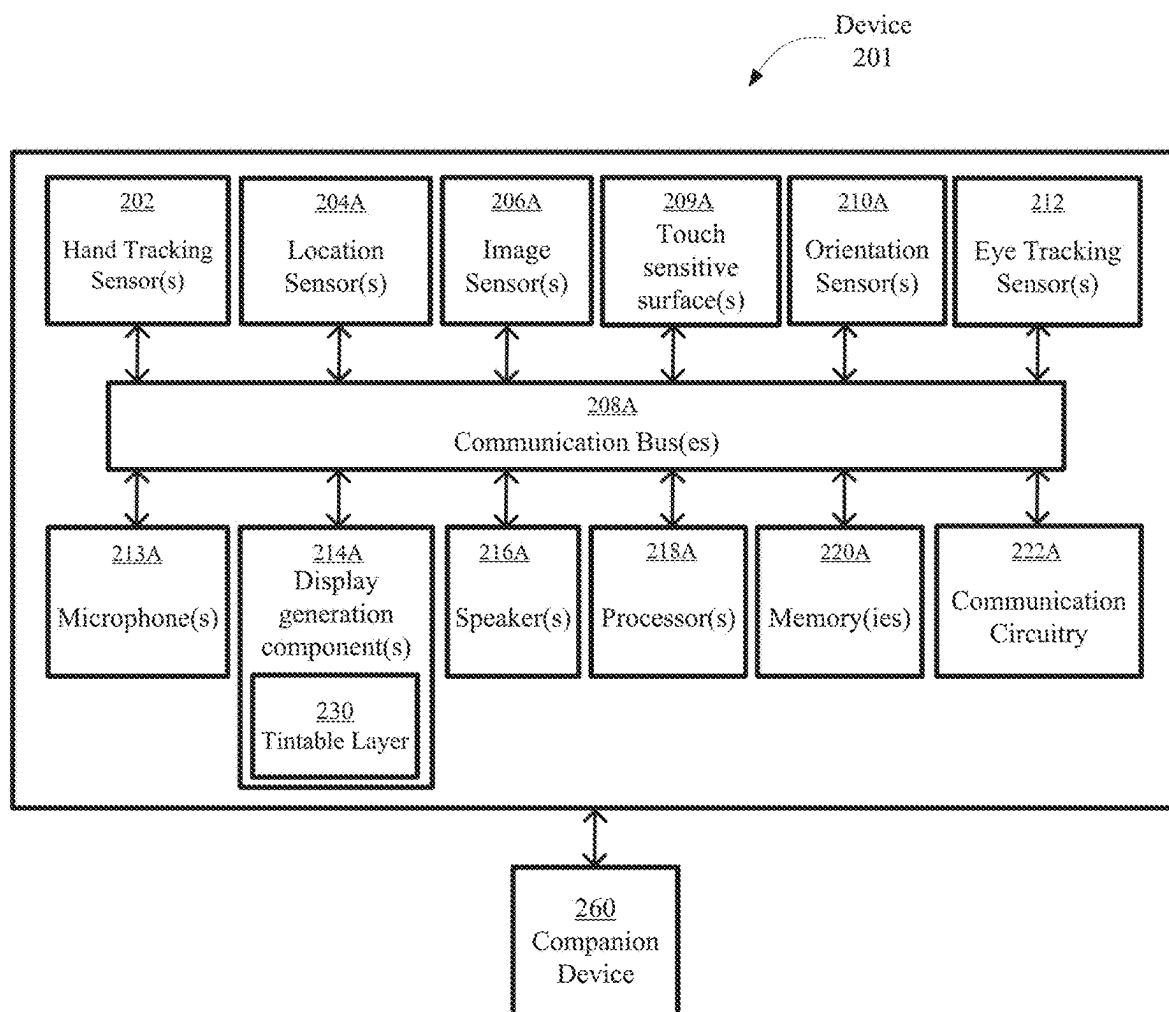 Device
201
202
Hand Tracking
Sensor(s)
204A
Location
Sensor(s)
206A
Image
Sensor(s)
209A
Touch
sensitive
surface(s)
210A
Orientation
Sensor(s)
212
Eye Tracking
Sensor(s)
208A
Communication Bus(es)
213A
Microphone(s)
214A
Display
generation
component(s)
230
Tintable Layer
216A
Speaker(s)
218A
Processor(s)
220A
Memory(ies)
222A
Communication
Circuitry
260
Companion
Device